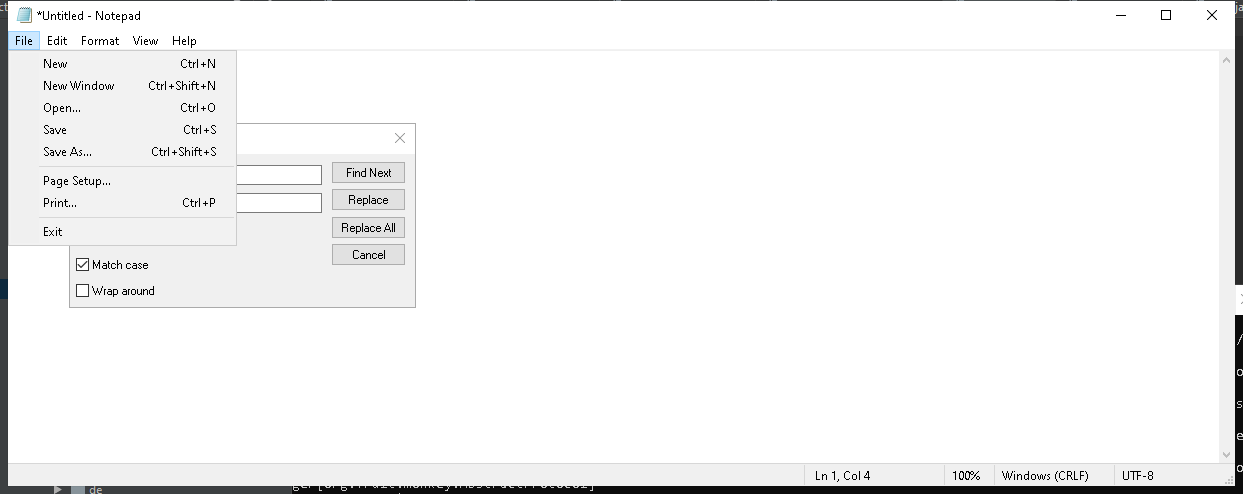 *Untitled - Notepad
File Edit Format View Help
New Ctrl+N
New Window Ctrl+Shift+N
Open... Ctrl+O
Save Ctrl+S
Save As... Ctrl+Shift+S
Page Setup...
Print... Ctrl+P
Exit
Find Next
Replace
Replace All
Cancel
Match case
Wrap around
Ln 1, Col 4 100% Windows (CRLF) UTF-8
de